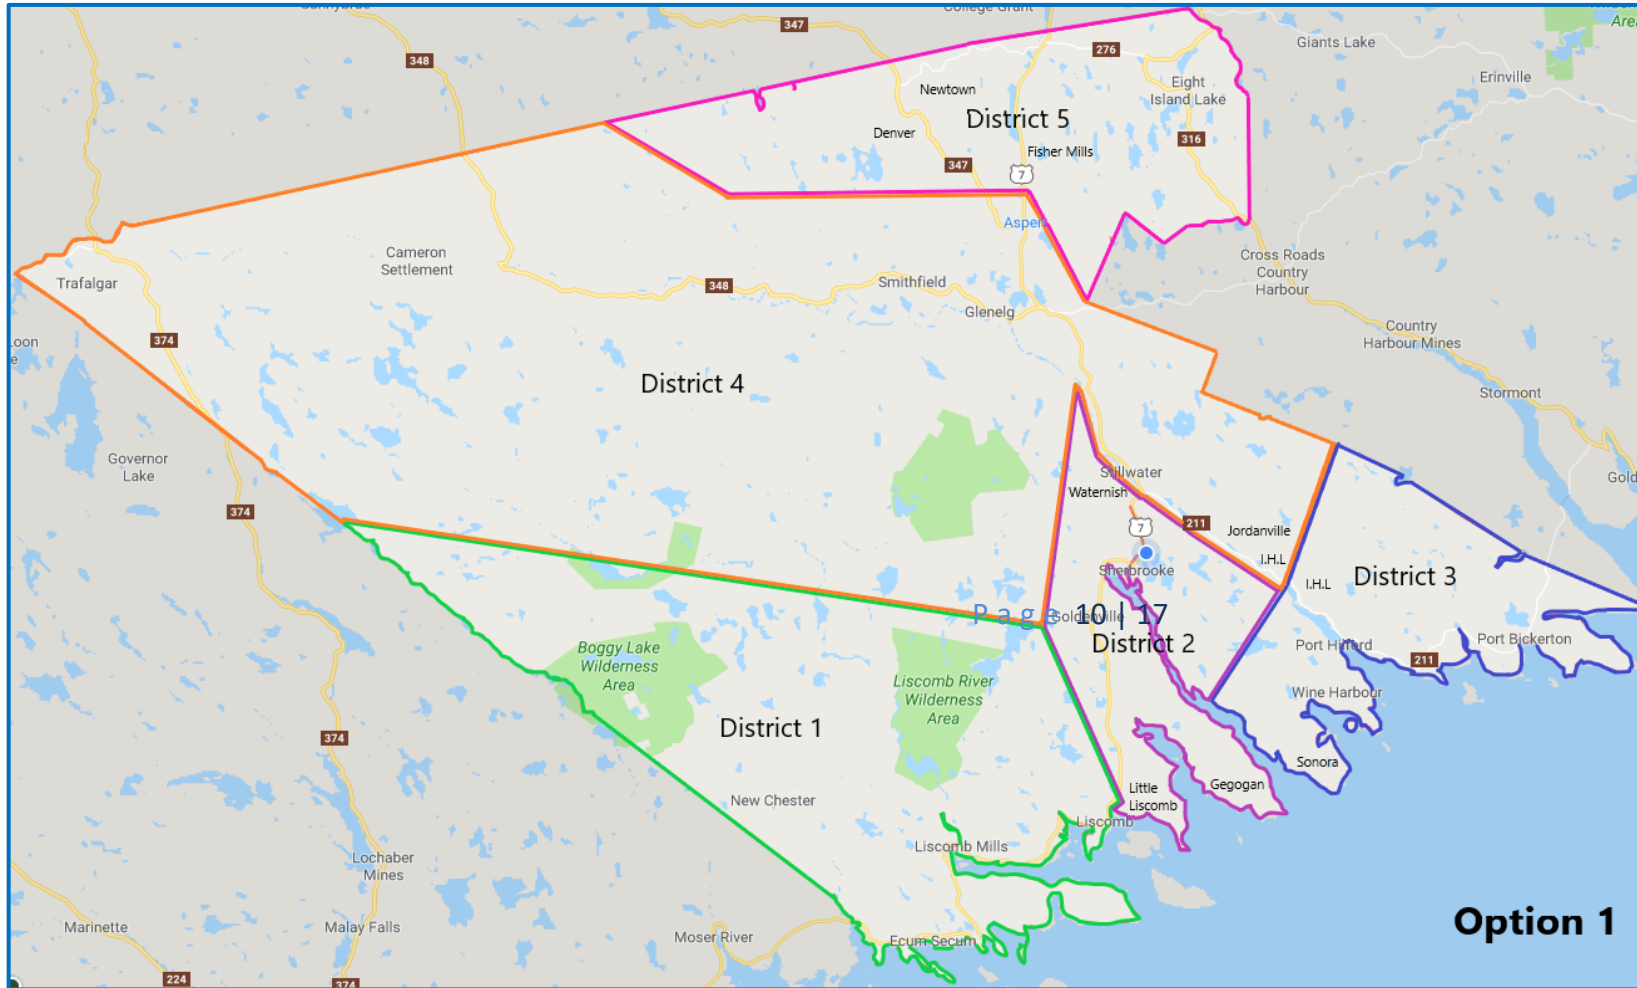 College Grant
347
276
Giants Lake
348
Erinville
Newtown
Eight
Island Lake
District 5
Denver
316
Fisher Mills
347
7
Aspen
Cameron
Settlement
Cross Roads
Country
Harbour
Trafalgar
348
Smithfield
Glenelg
Country
Harbour Mines
374
District 4
Stormont
Governor
Lake
Stillwater
Waternish
374
7
211
Jordanville
I.H.L
Sherbrooke
I.H.L
District 3
Page 10 | 17
Goldenville
District 2
Port Hilford
Port Bickerton
Boggy Lake
Wilderness
Area
211
Liscomb River
Wilderness
Area
Wine Harbour
District 1
374
Sonora
Gegogan
Little
Liscomb
New Chester
Liscomb
Liscomb Mills
Lochaber
Mines
Option 1
Marinette
Malay Falls
Moser River
Ecum Secum
224
374